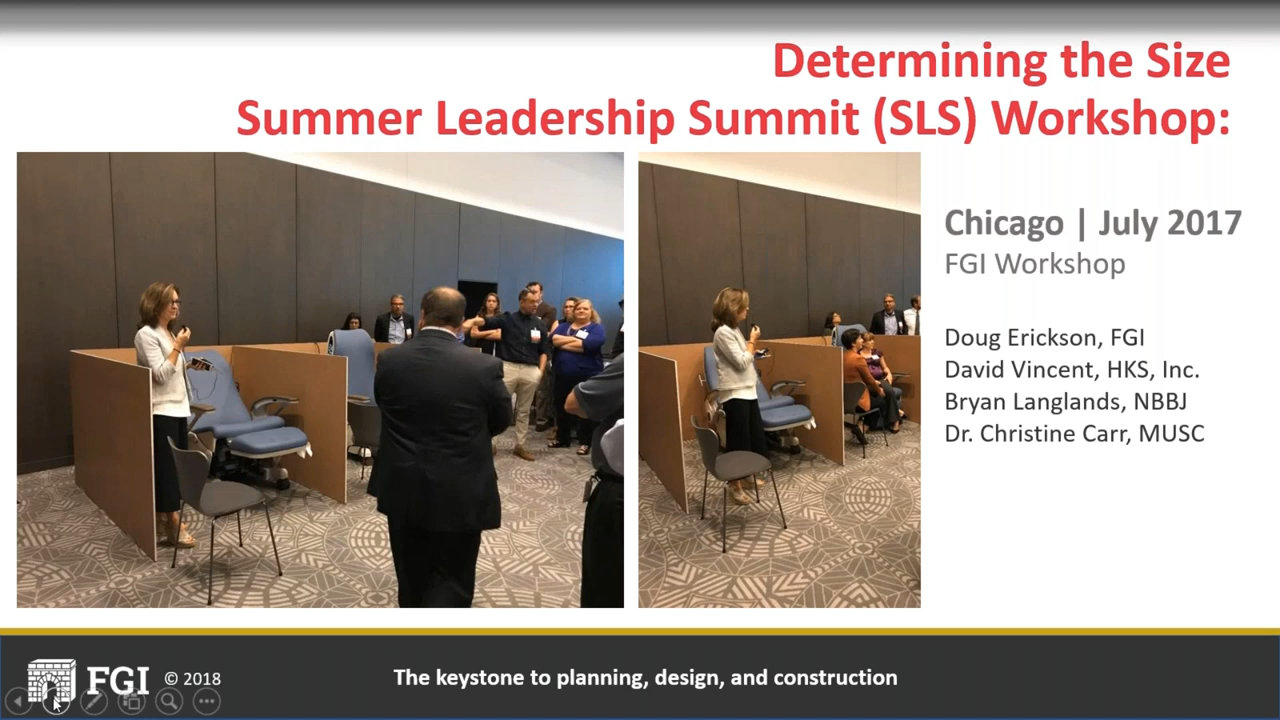 Determining the Size
Summer Leadership Summit (SLS) Workshop:
Chicago | July 2017
FGI Workshop
Doug Erickson, FGI
David Vincent, HKS, Inc.
Bryan Langlands, NBBJ
Dr. Christine Carr, MUSC
FGI © 2018
The keystone to planning, design, and construction